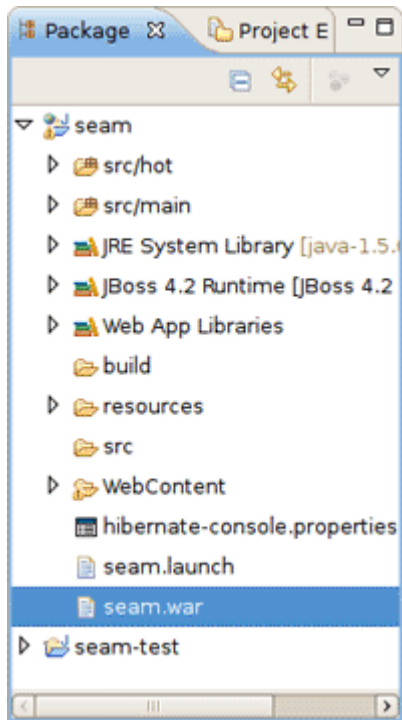 Package Project E
seam
src/hot
src/main
JRE System Library [java-1.5.
JBoss 4.2 Runtime [JBoss 4.2
Web App Libraries
build
resources
src
WebContent
hibernate-console.properties
seam.launch
seam.war
seam-test